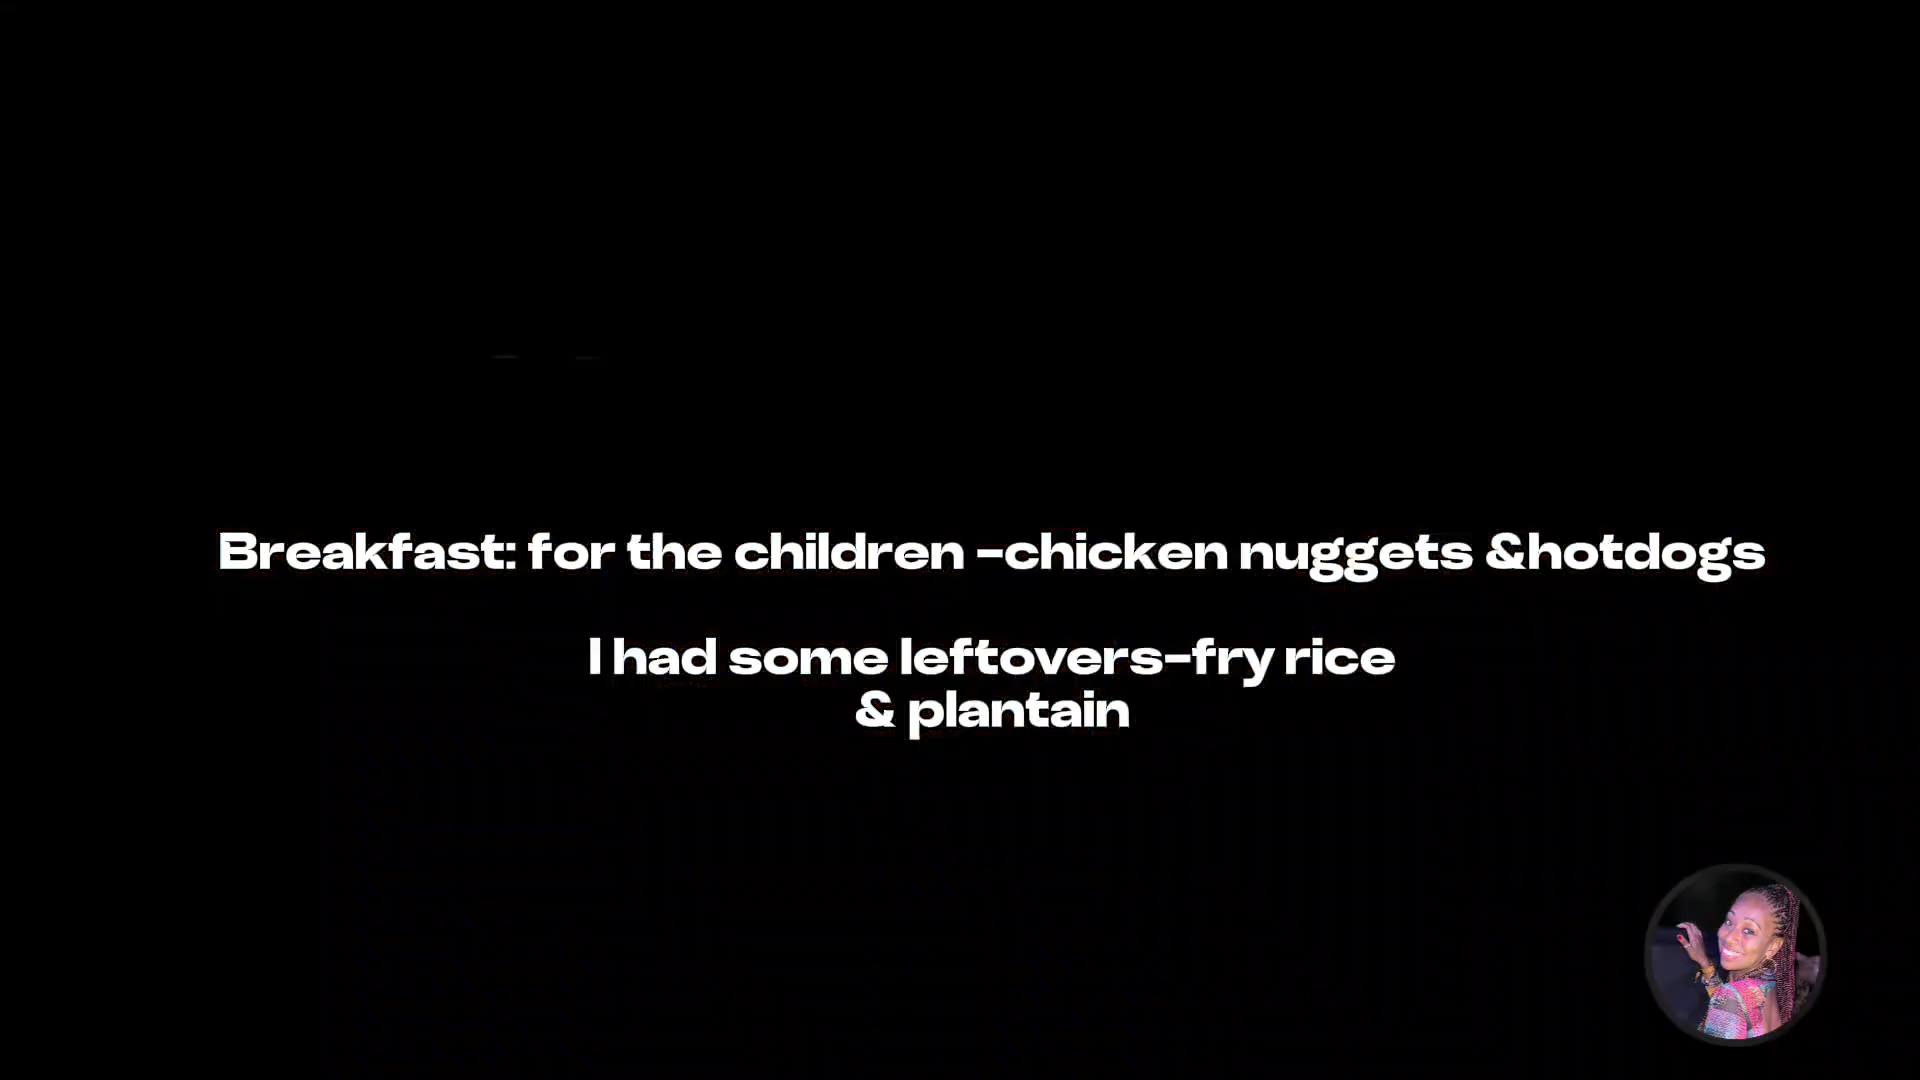 Breakfast: for the children -chicken nuggets &hotdogs
I had some leftovers-fry rice
& plantain